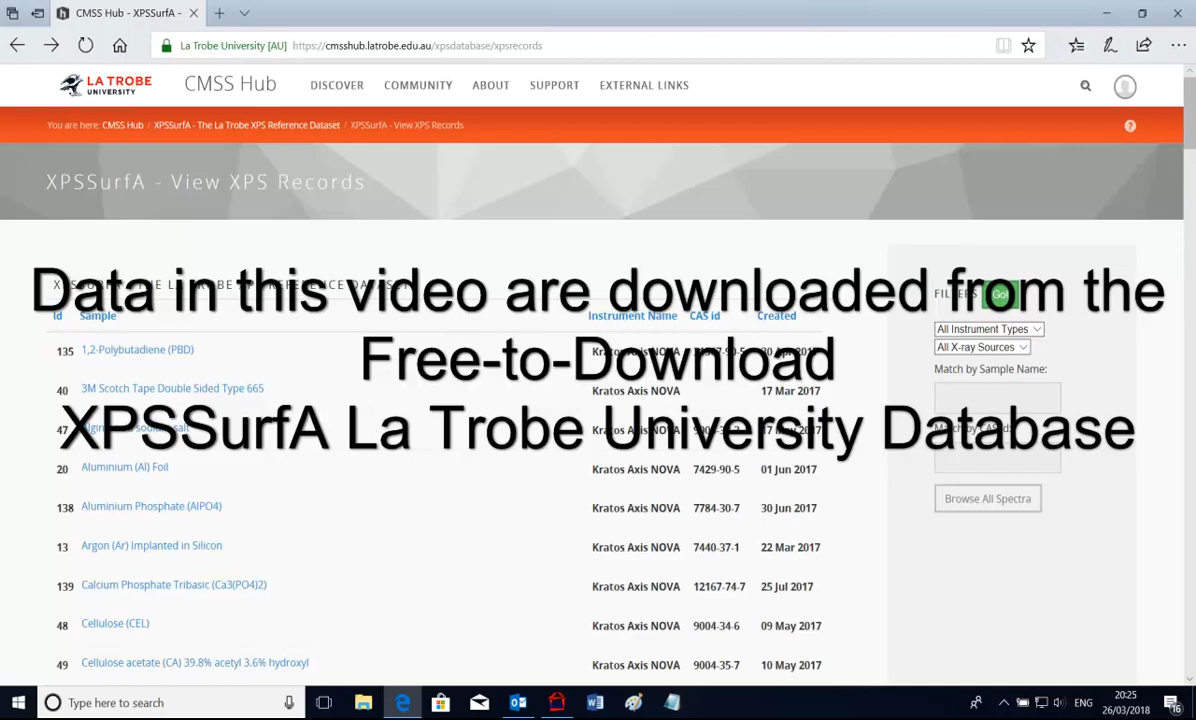 CMSS Hub - XPSSurfA -
La Trobe University [AU] https://cmsshub.latrobe.edu.au/xpsdatabase/xpsrecords
LA TROBE
UNIVERSITY
CMSS Hub DISCOVER COMMUNITY ABOUT SUPPORT EXTERNAL LINKS
You are here: CMSS Hub / XPSSurfA - The La Trobe XPS Reference Dataset / XPSSurfA - View XPS Records
XPSSurfA - View XPS Records
Data in this video are downloaded from the
Free-to-Download
XPSSurfA La Trobe University Database
FILTERS Go!
Id Sample Instrument Name CAS id Created
All Instrument Types
All X-ray Sources
Match by Sample Name:
Match by CAS id:
Browse All Spectra
135 1,2-Polybutadiene (PBD) Kratos Axis NOVA
40 3M Scotch Tape Double Sided Type 665 Kratos Axis NOVA 17 Mar 2017
47
20 Aluminium (Al) Foil Kratos Axis NOVA 7429-90-5 01 Jun 2017
138 Aluminium Phosphate (AlPO4) Kratos Axis NOVA 7784-30-7 30 Jun 2017
13 Argon (Ar) Implanted in Silicon Kratos Axis NOVA 7440-37-1 22 Mar 2017
139 Calcium Phosphate Tribasic (Ca3(PO4)2) Kratos Axis NOVA 12167-74-7 25 Jul 2017
48 Cellulose (CEL) Kratos Axis NOVA 9004-34-6 09 May 2017
49 Cellulose acetate (CA) 39.8% acetyl 3.6% hydroxyl Kratos Axis NOVA 9004-35-7 10 May 2017
Type here to search
ENG
20:25
26/03/2018
16